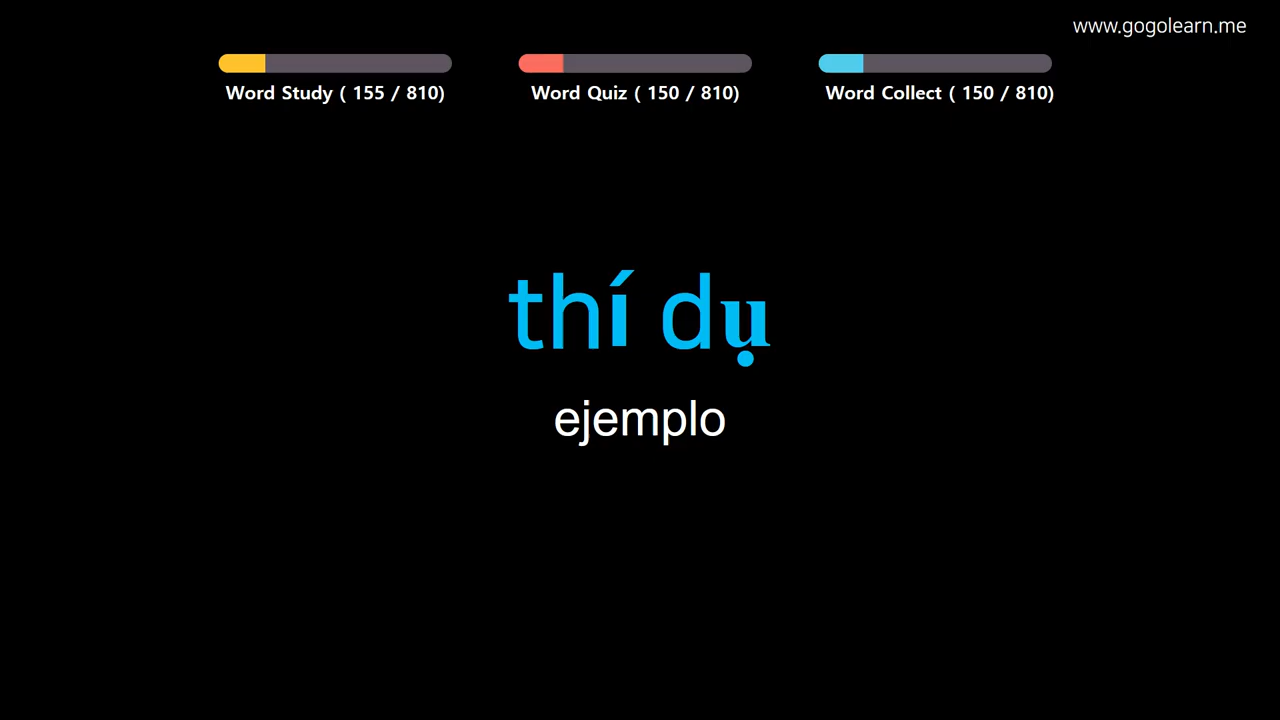 www.gogolearn.me
Word Study ( 155 / 810)
Word Quiz ( 150 / 810)
Word Collect ( 150 / 810)
thí dụ
ejemplo